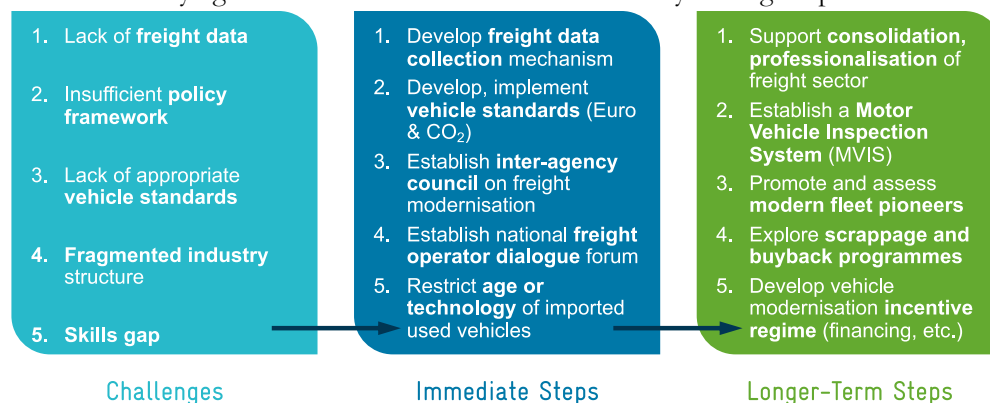 1. Lack of freight data
2. Insufficient policy
framework
3. Lack of appropriate
vehicle standards
4. Fragmented industry
structure
5. Skills gap
Challenges
1. Develop freight data
collection mechanism
2. Develop, implement
vehicle standards (Euro
& CO₂)
3. Establish inter-agency
council on freight
modernisation
4. Establish national freight
operator dialogue forum
5. Restrict age or
technology of imported
used vehicles
Immediate Steps
1. Support consolidation,
professionalisation of
freight sector
2. Establish a Motor
Vehicle Inspection
System (MVIS)
3. Promote and assess
modern fleet pioneers
4. Explore scrappage and
buyback programmes
5. Develop vehicle
modernisation incentive
regime (financing, etc.)
Longer-Term Steps